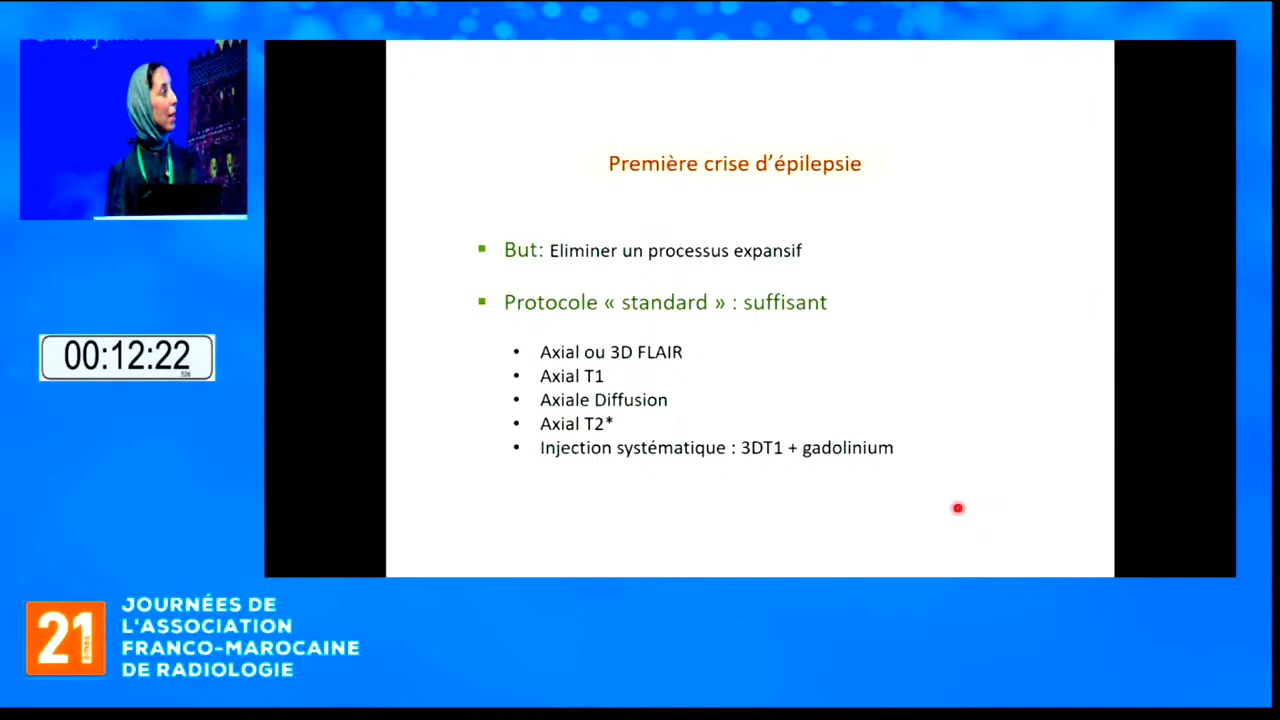 Première crise d'épilepsie
But: Eliminer un processus expansif
Protocole « standard » : suffisant
Axial ou 3D FLAIR
Axial T1
Axiale Diffusion
Axial T2*
Injection systématique : 3DT1 + gadolinium
00:12:22
21
èmes
JOURNÉES DE
L'ASSOCIATION
FRANCO-MAROCAINE
DE RADIOLOGIE